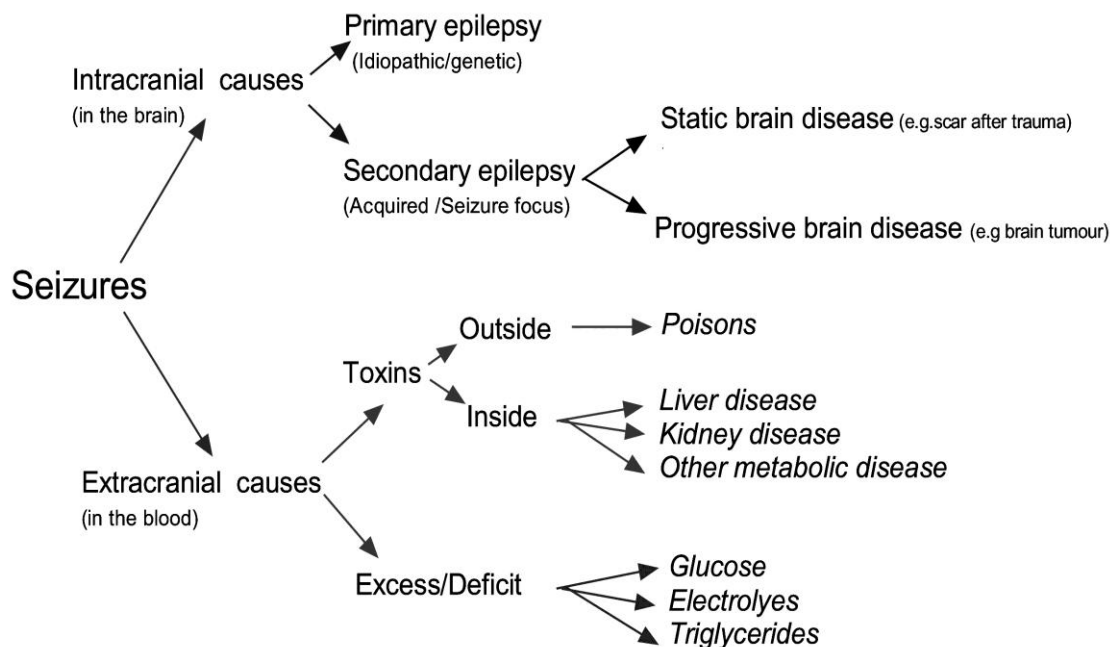 Primary epilepsy
(Idiopathic/genetic)
Intracranial causes
(in the brain)
Static brain disease (e.g.scar after trauma)
Secondary epilepsy
(Acquired /Seizure focus)
Progressive brain disease (e.g brain tumour)
Seizures
Outside
Poisons
Toxins
Inside
Liver disease
Kidney disease
Other metabolic disease
Extracranial causes
(in the blood)
Excess/Deficit
Glucose
Electrolyes
Triglycerides